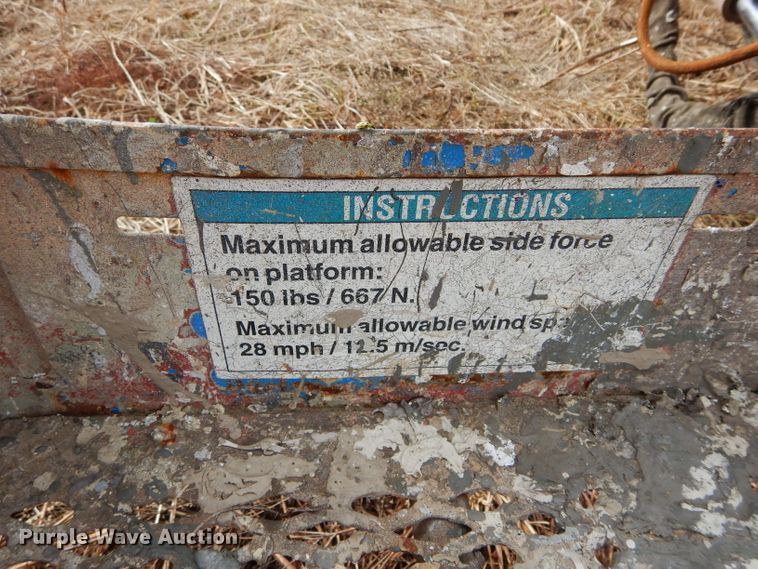 INSTRUCTIONS
Maximum allowable side force
on platform:
150 lbs / 667 N.
Maximum allowable wind
28 mph / 12.5 m/sec.
Purple Wave Auction